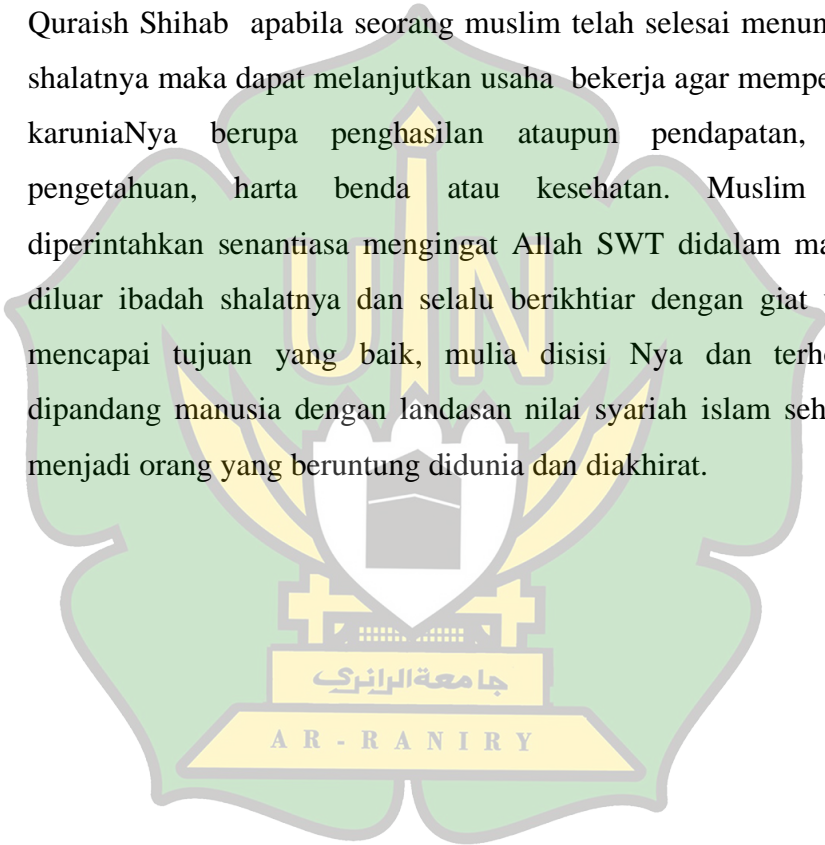 Quraish Shihab apabila seorang muslim telah selesai menun
shalatnya maka dapat melanjutkan usaha bekerja agar mempe
karuniaNya berupa penghasilan ataupun pendapatan,
pengetahuan, harta benda atau kesehatan. Muslim
diperintahkan senantiasa mengingat Allah SWT didalam ma
diluar ibadah shalatnya dan selalu berikhtiar dengan giat
mencapai tujuan yang baik, mulia disisi Nya dan terh
dipandang manusia dengan landasan nilai syariah islam seh
menjadi orang yang beruntung didunia dan diakhirat.
UIN
جامعة الرانري
AR-RANIRY